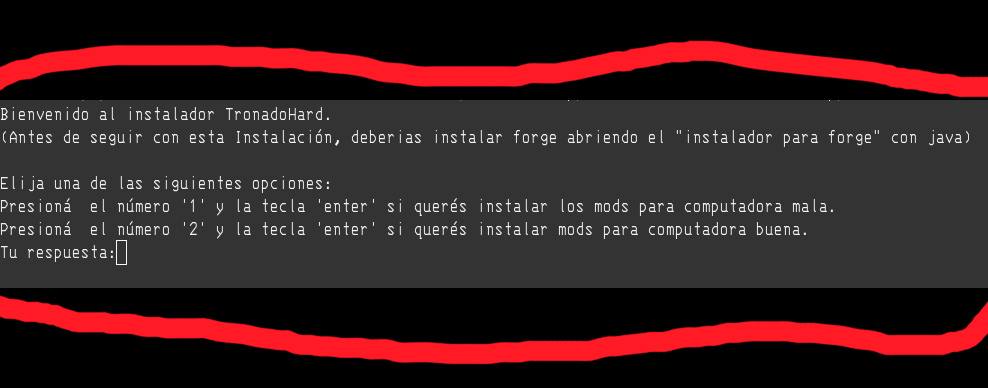 Bienvenido al instalador TronadoHard.
(Antes de seguir con esta Instalación, deberias instalar forge abriendo el "instalador para forge" con java)
Elija una de las siguientes opciones:
Presioná  el número '1' y la tecla 'enter' si querés instalar los mods para computadora mala.
Presioná  el número '2' y la tecla 'enter' si querés instalar mods para computadora buena.
Tu respuesta: